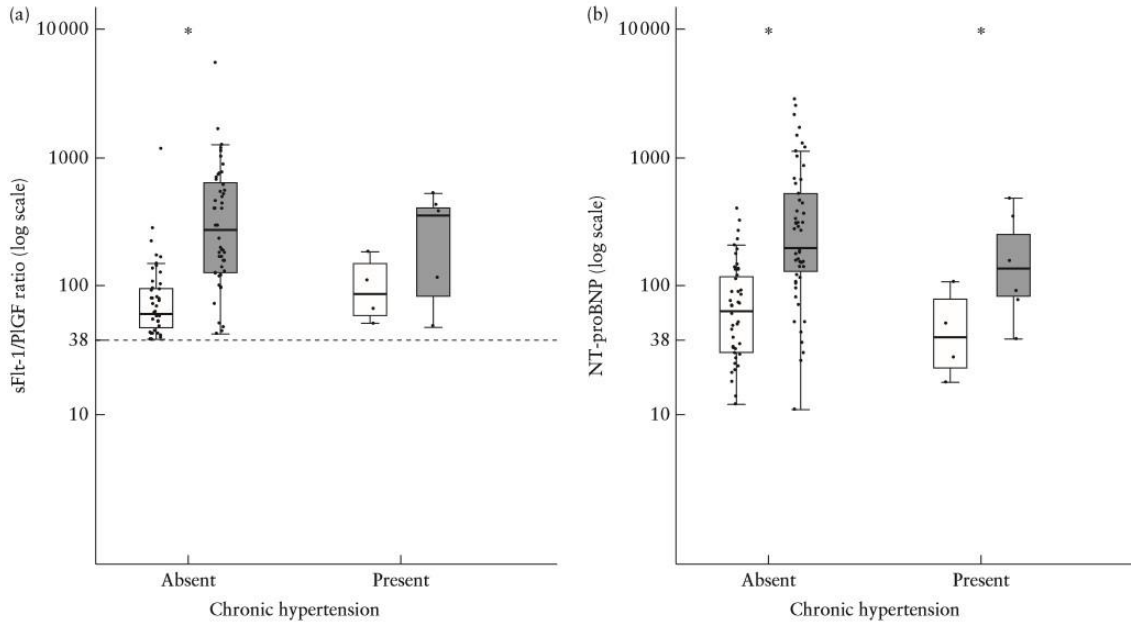 (a)
10000
*
1000
100
38
10
sFlt-1/PlGF ratio (log scale)
Absent
Present
Chronic hypertension
(b)
10000
*
*
1000
100
38
10
NT-proBNP (log scale)
Absent
Present
Chronic hypertension